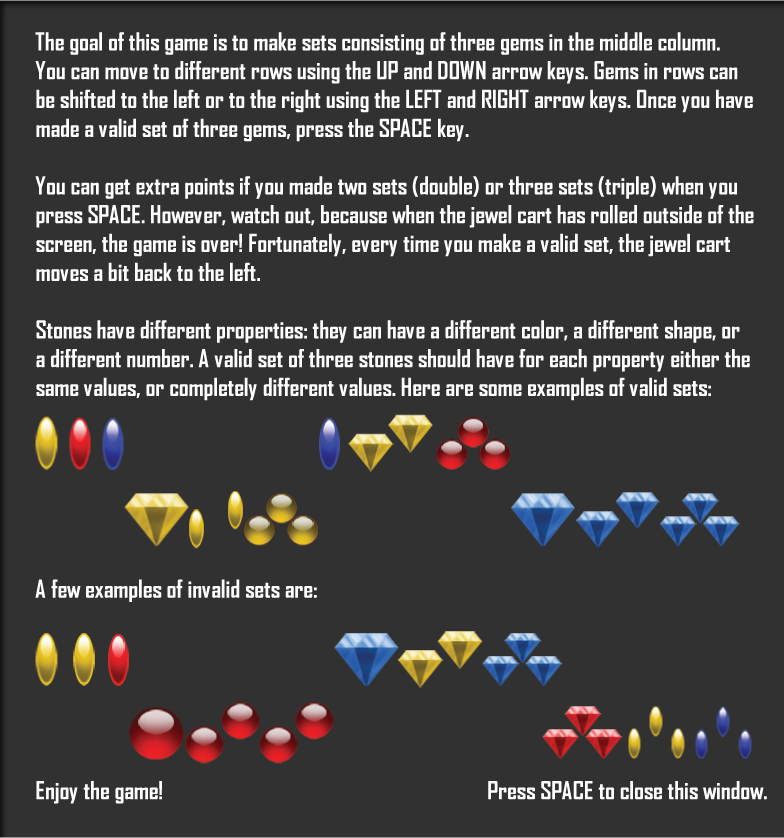 The goal of this game is to make sets consisting of three gems in the middle column.
You can move to different rows using the UP and DOWN arrow keys. Gems in rows can
be shifted to the left or to the right using the LEFT and RIGHT arrow keys. Once you have
made a valid set of three gems, press the SPACE key.
You can get extra points if you made two sets (double) or three sets (triple) when you
press SPACE. However, watch out, because when the jewel cart has rolled outside of the
screen, the game is over! Fortunately, every time you make a valid set, the jewel cart
moves a bit back to the left.
Stones have different properties: they can have a different color, a different shape, or
a different number. A valid set of three stones should have for each property either the
same values, or completely different values. Here are some examples of valid sets:
A few examples of invalid sets are:
Enjoy the game!
Press SPACE to close this window.